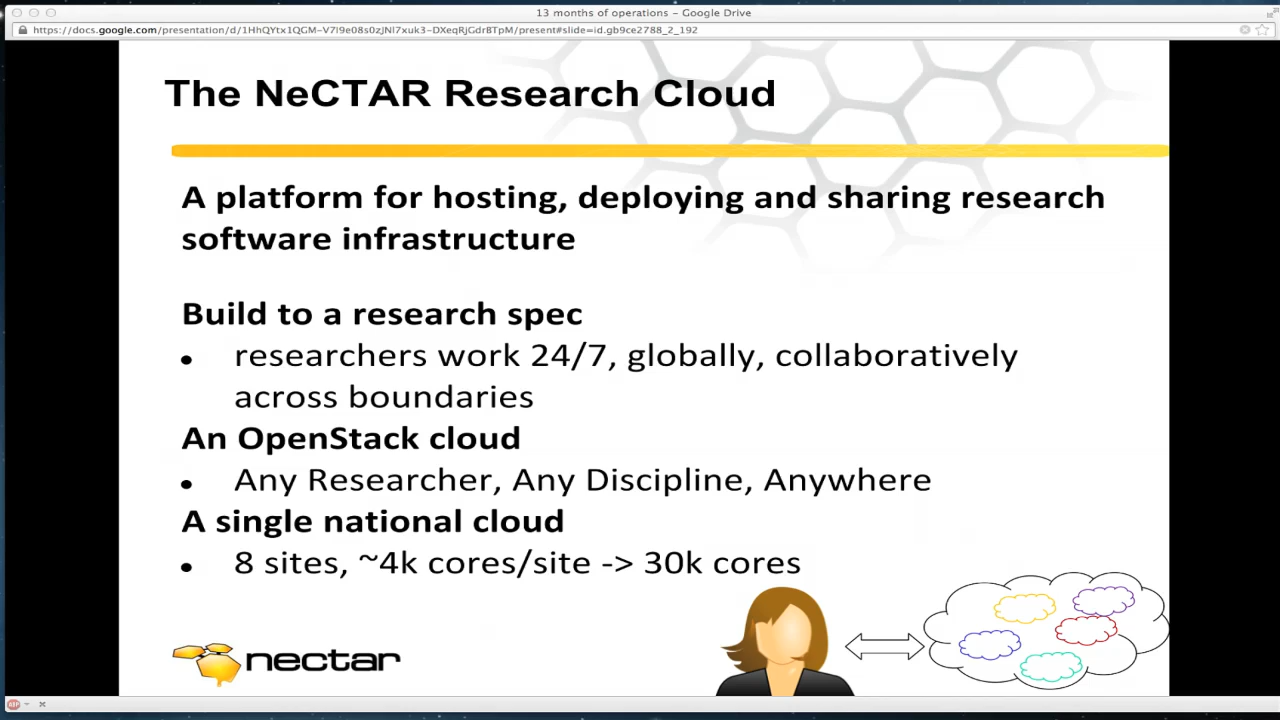 13 months of operations – Google Drive
https://docs.google.com/presentation/d/1HhQYtx1QGM-V7l9e08s0zJNl7xuk3-DXeqRjGdrBTpM/present#slide=id.gb9ce2788_2_192
The NeCTAR Research Cloud
A platform for hosting, deploying and sharing research
software infrastructure
Build to a research spec
• researchers work 24/7, globally, collaboratively
across boundaries
An OpenStack cloud
• Any Researcher, Any Discipline, Anywhere
A single national cloud
• 8 sites, ~4k cores/site -> 30k cores
nectar
ABP